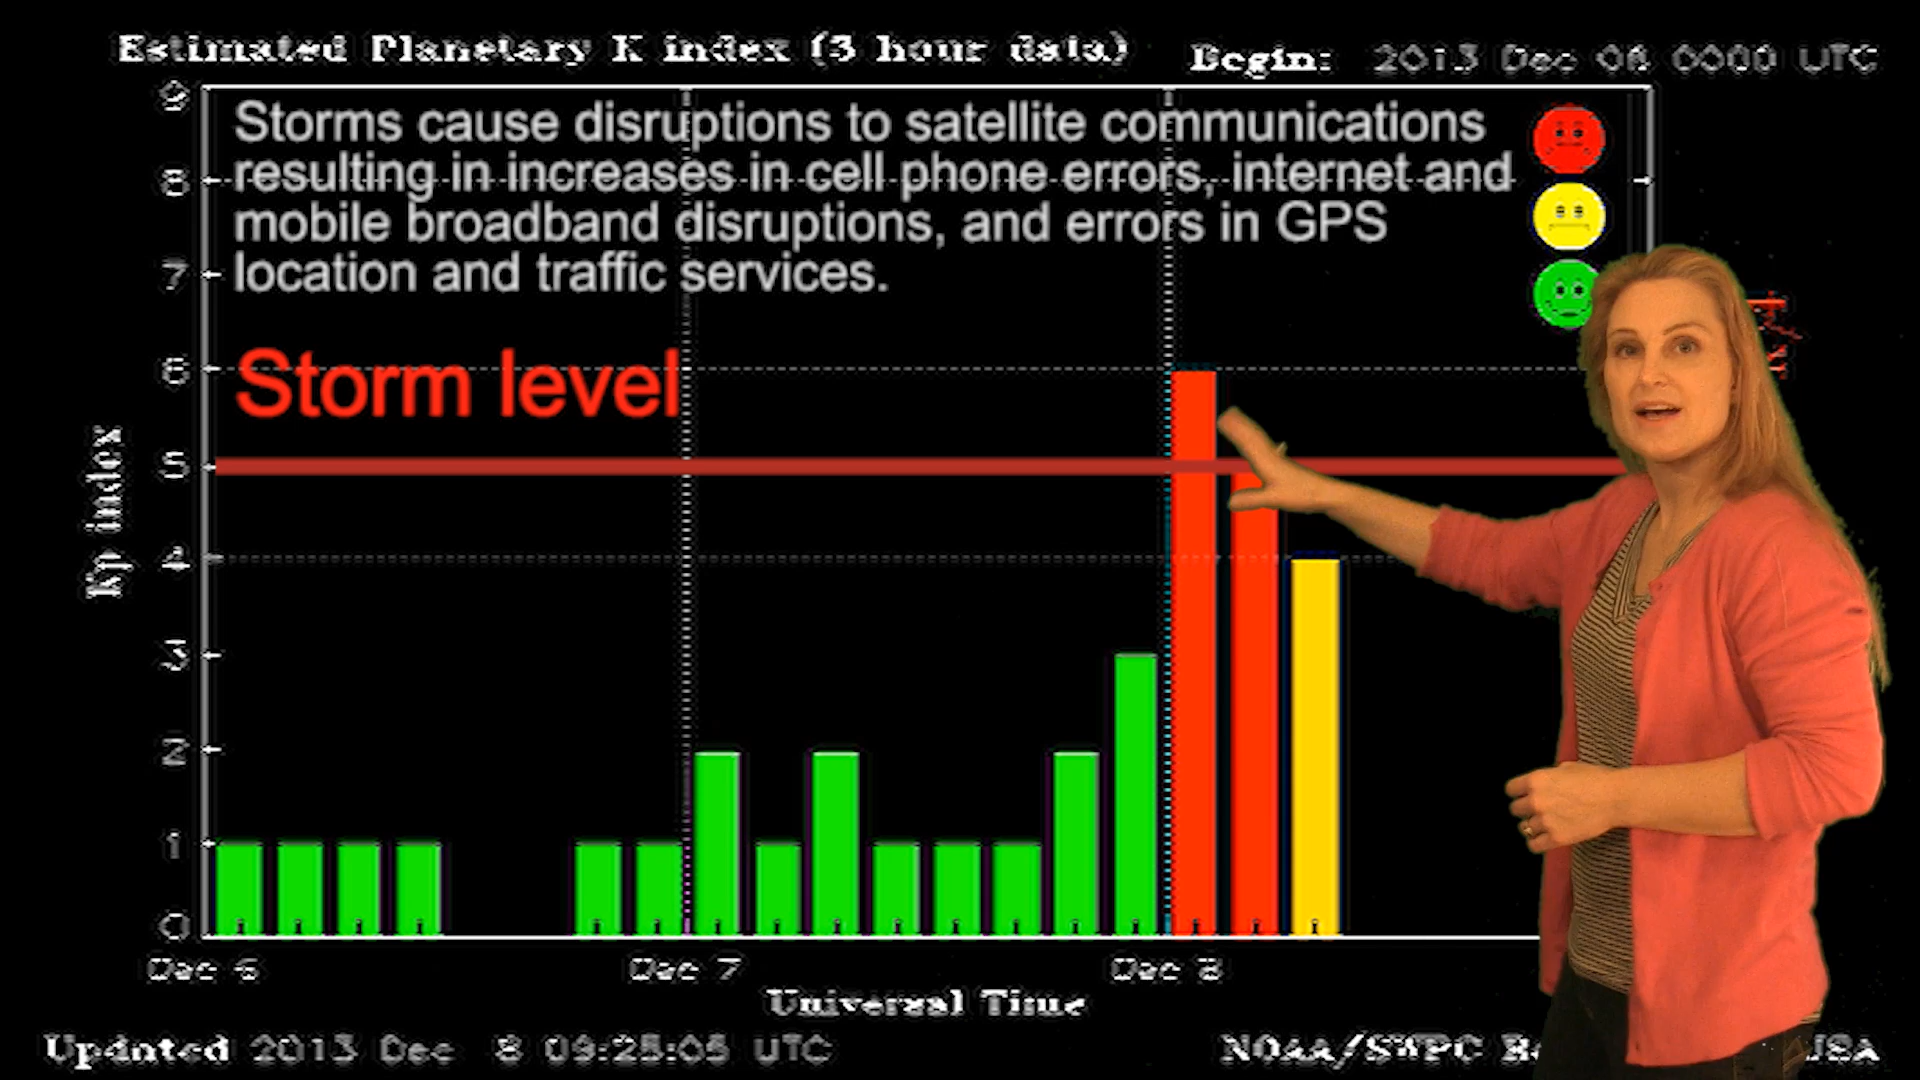 Estimated Planetary K index (3 hour data)
Begin: 2013 Dec 06 0000 UTC
Storms cause disruptions to satellite communications
resulting in increases in cell phone errors, internet and
mobile broadband disruptions, and errors in GPS
location and traffic services.
Storm level
Kp index
9
8
7
6
5
4
3
2
1
0
Dec 6
Dec 7
Dec 8
Universal Time
Updated 2013 Dec 8 09:25:05 UTC
NOAA/SWPC
USA